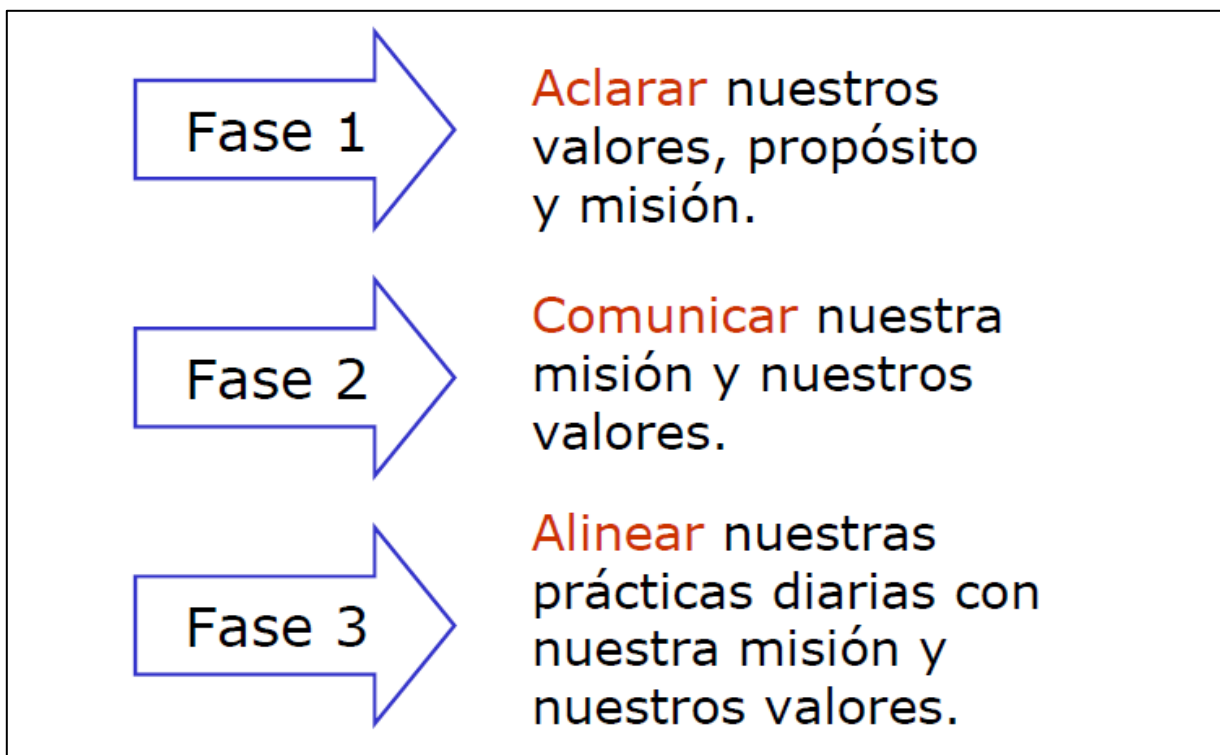 Fase 1
Aclarar nuestros
valores, propósito
y misión.
Fase 2
Comunicar nuestra
misión y nuestros
valores.
Fase 3
Alinear nuestras
prácticas diarias con
nuestra misión y
nuestros valores.